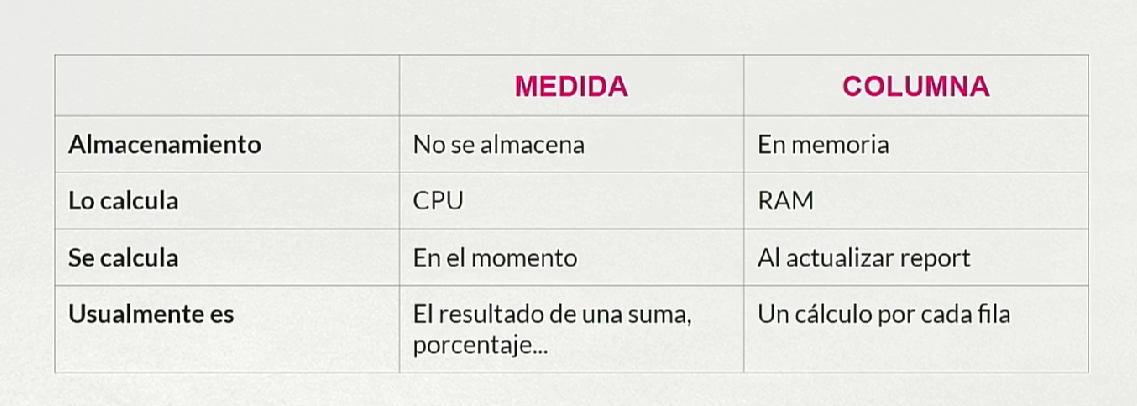 MEDIDA COLUMNA
Almacenamiento No se almacena En memoria
Lo calcula CPU RAM
Se calcula En el momento Al actualizar report
Usualmente es El resultado de una suma, Un cálculo por cada fila
porcentaje...